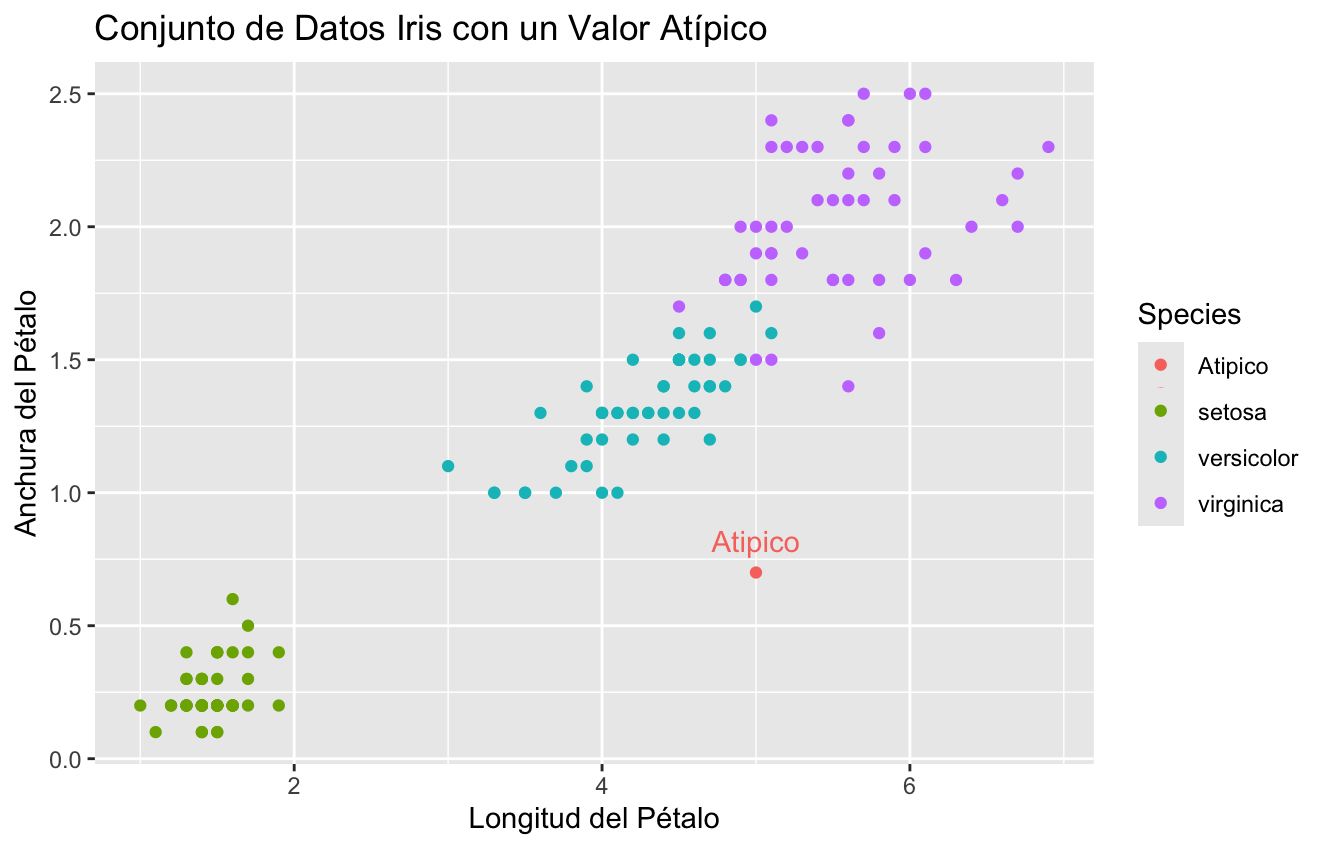 Conjunto de Datos Iris con un Valor Atípico
2.5
2.0
1.5
1.0
0.5
0.0
Anchura del Pétalo
Atipico
2
4
6
Longitud del Pétalo
Species
Atipico
setosa
versicolor
virginica